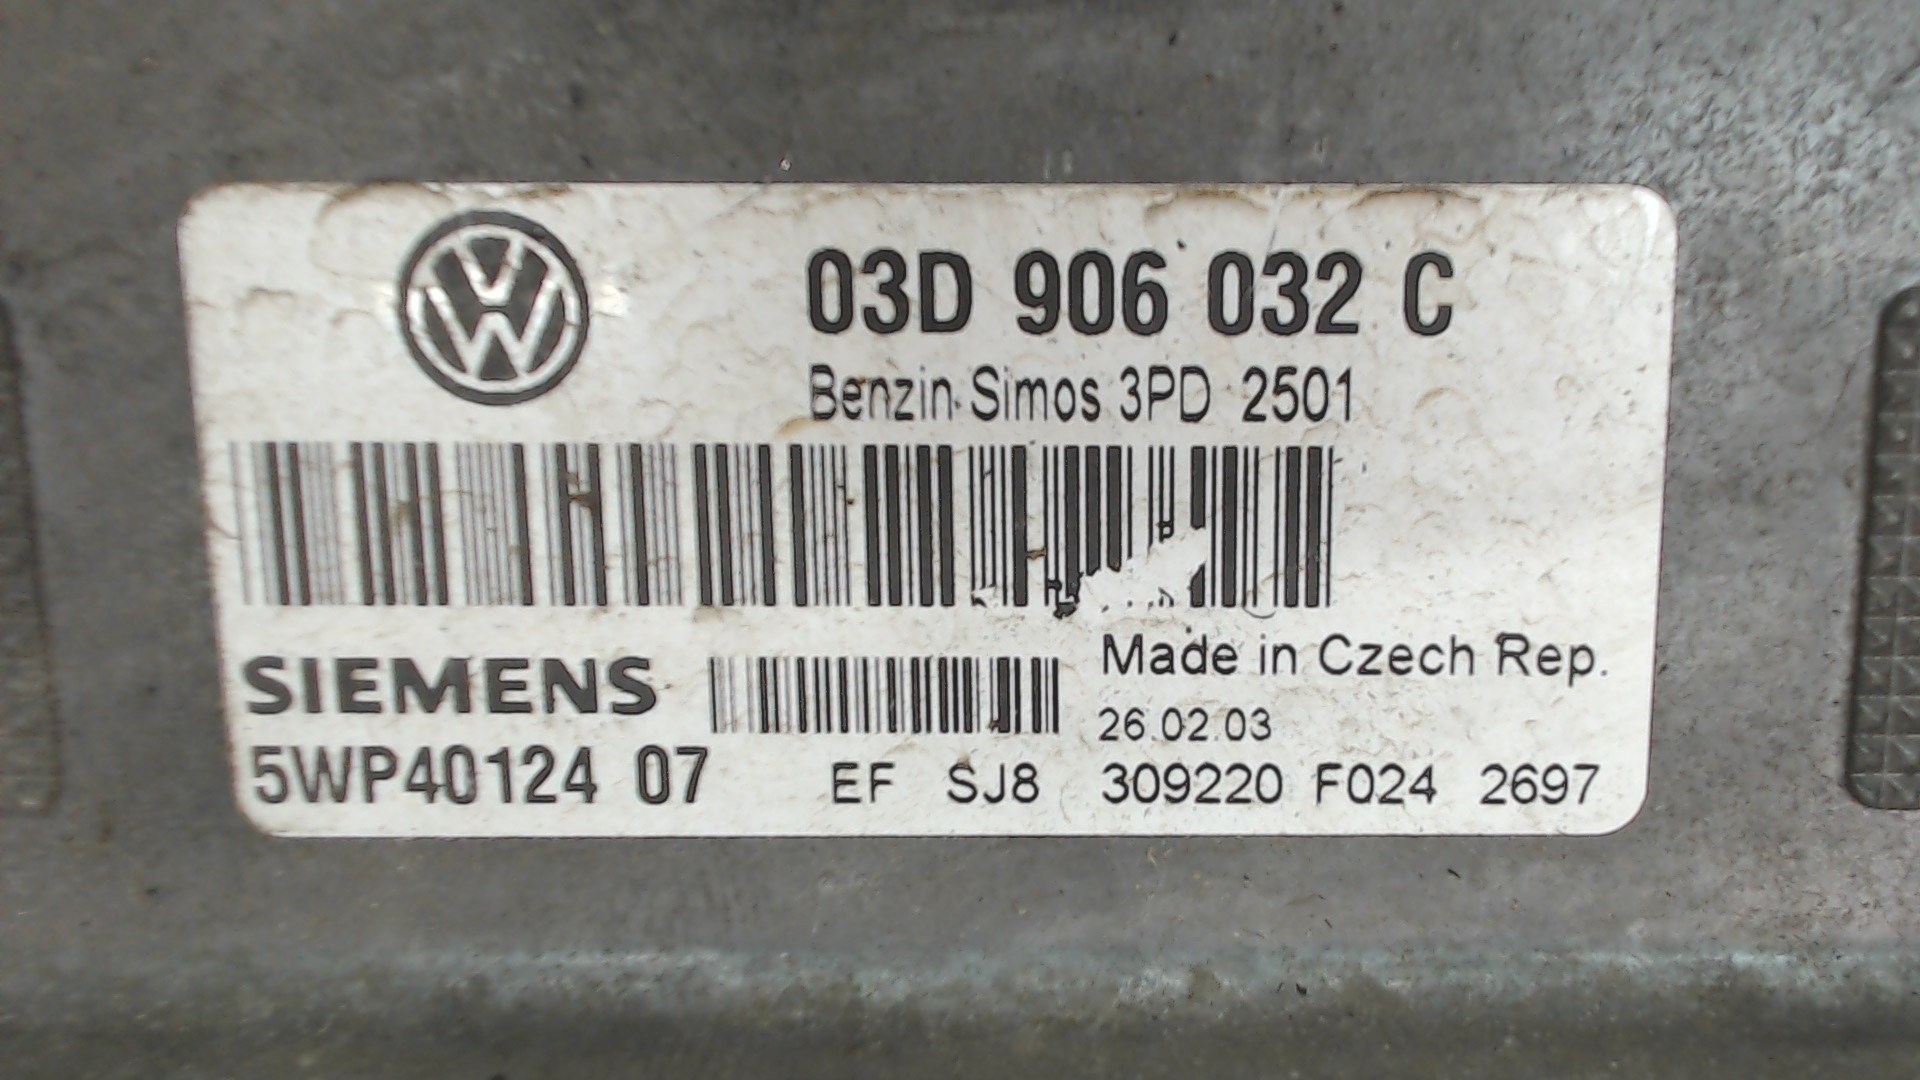 03D 906 032 C
Benzin Simos 3PD 2501
SIEMENS
Made in Czech Rep.
26.02.03
5WP40124 07 EF SJ8 309220 F024 2697